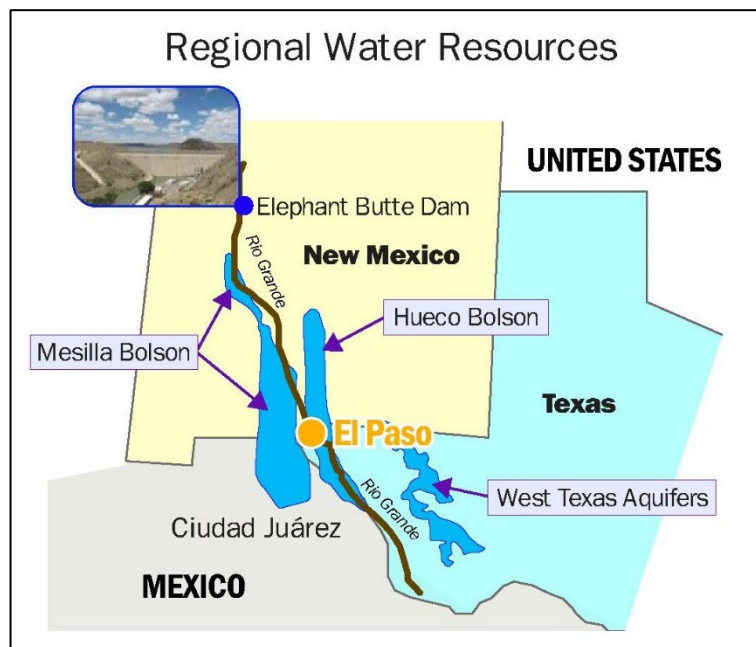 Regional Water Resources
UNITED STATES
Elephant Butte Dam
New Mexico
Rio Grande
Hueco Bolson
Mesilla Bolson
Texas
El Paso
West Texas Aquifers
Rio Grande
Ciudad Juárez
MEXICO